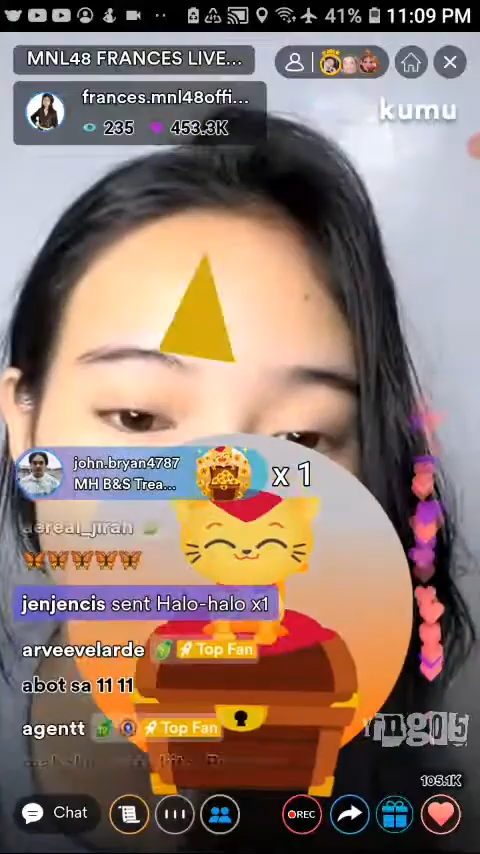 41% 11:09 PM
MNL48 FRANCES LIVE...
frances.mnl48offi...
235 453.3K
kumu
john.bryan4787
MH B&S Trea...
x 1
aereal_jirah
jenjencis sent Halo-halo x1
arveevelarde Top Fan
abot sa 11 11
agentt Top Fan
105.1K
Chat
REC